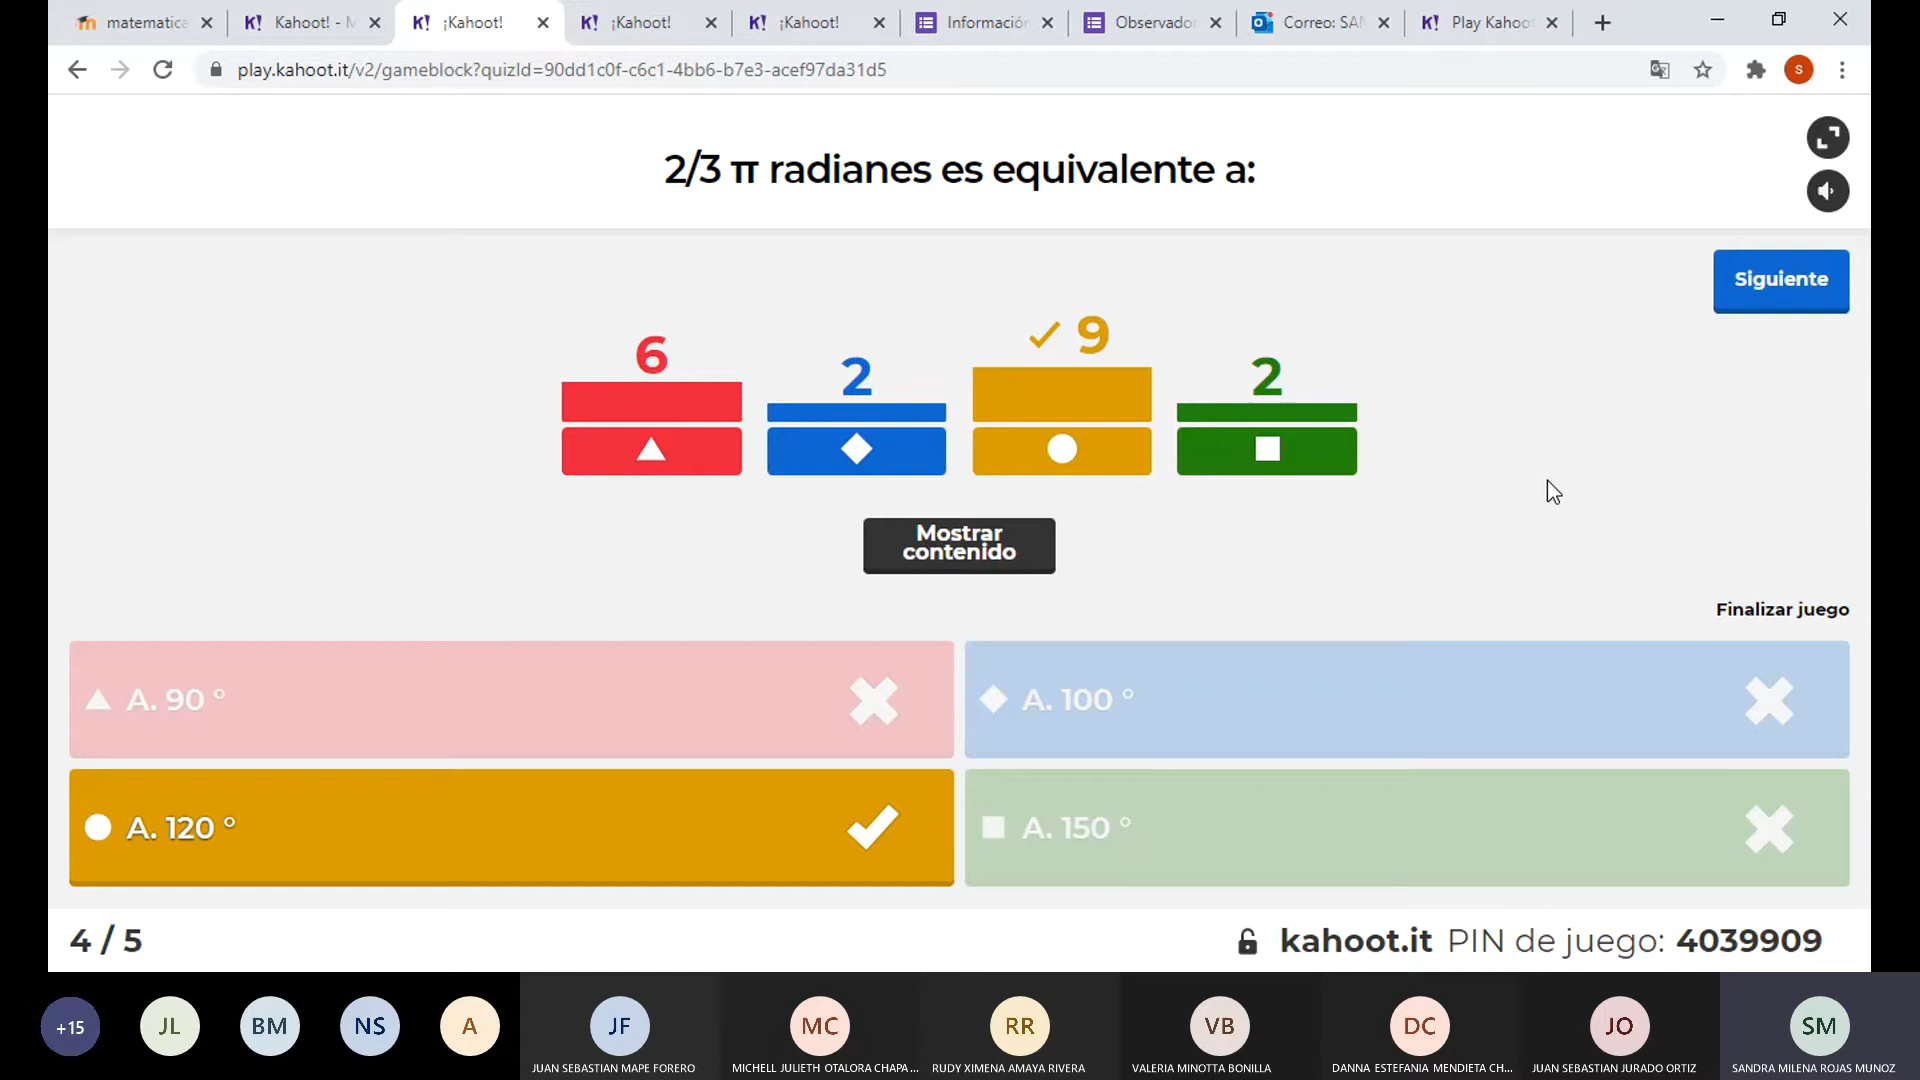 matematica
Kahoot! - M
¡Kahoot!
¡Kahoot!
¡Kahoot!
Información
Observador
Correo: SAN
Play Kahoot
play.kahoot.it/v2/gameblock?quizId=90dd1c0f-c6c1-4bb6-b7e3-acef97da31d5
S
2/3 π radianes es equivalente a:
Siguiente
6
2
9
2
Mostrar
contenido
Finalizar juego
A. 90 °
A. 100 °
A. 120 °
A. 150 °
4 / 5
kahoot.it PIN de juego: 4039909
+15
JL
BM
NS
A
JF
MC
RR
VB
DC
JO
SM
JUAN SEBASTIAN MAPE FORERO
MICHELL JULIETH OTALORA CHAPA...
RUDY XIMENA AMAYA RIVERA
VALERIA MINOTTA BONILLA
DANNA ESTEFANIA MENDIETA CH...
JUAN SEBASTIAN JURADO ORTIZ
SANDRA MILENA ROJAS MUNOZ